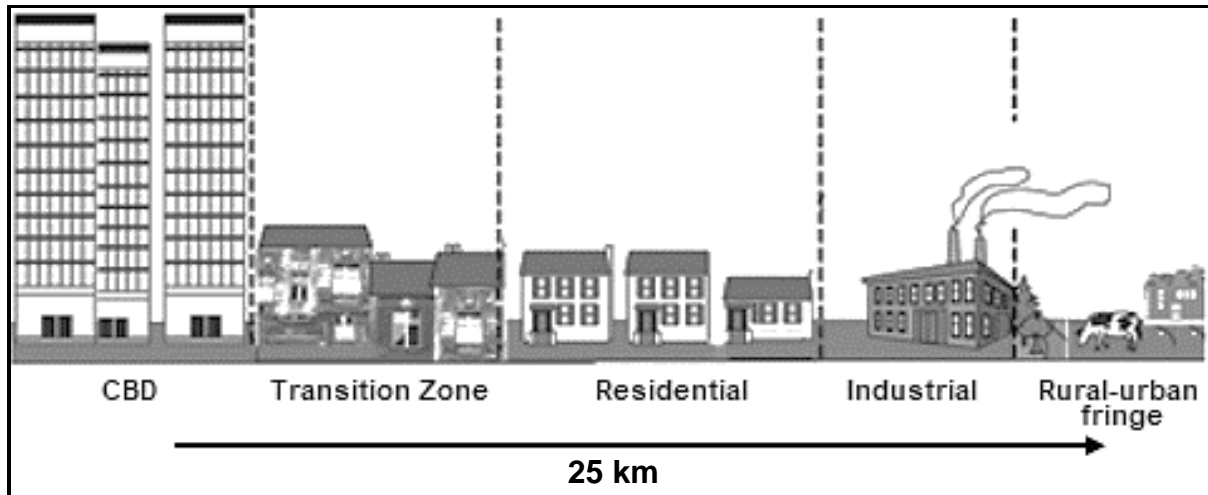 CBD
Transition Zone
Residential
Industrial
Rural-urban
fringe
25 km